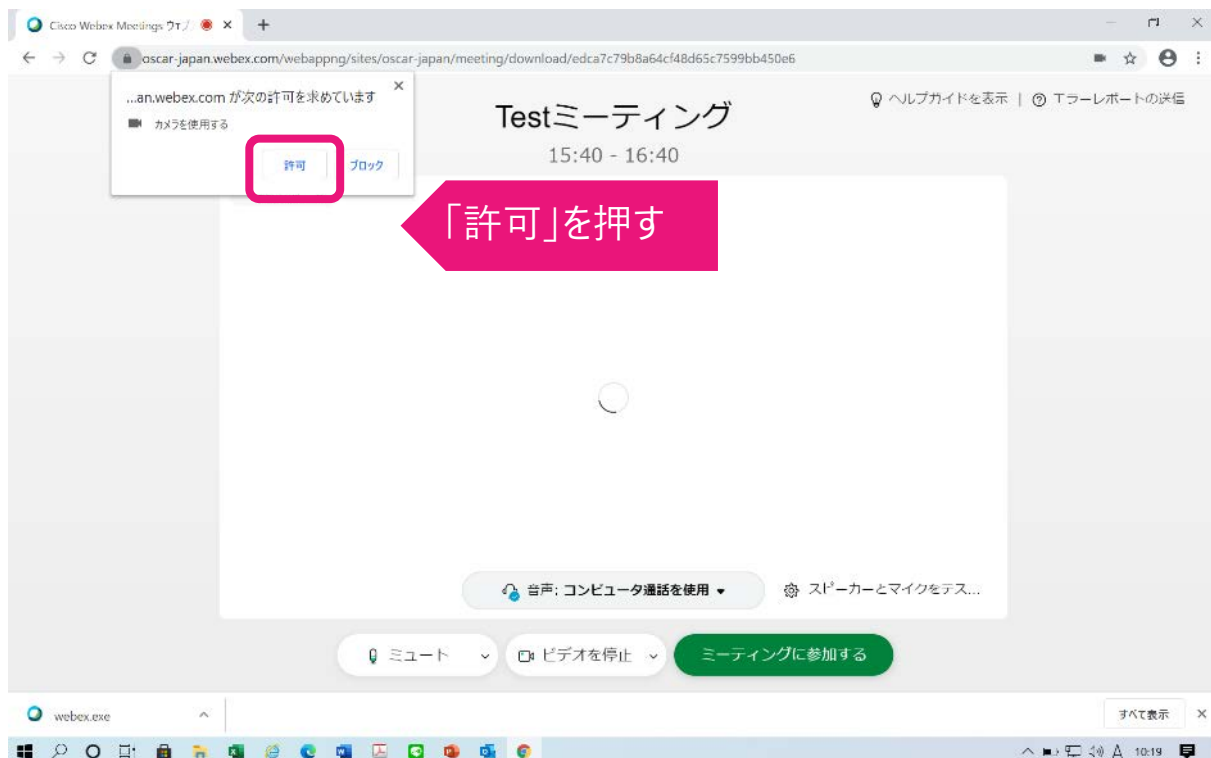 Cisco Webex Meetings ウェブ
oscar-japan.webex.com/webappng/sites/oscar-japan/meeting/download/edca7c79b8a64cf48d65c7599bb450e6
...an.webex.com が次の許可を求めています
カメラを使用する
許可 ブロック
Testミーティング
15:40 - 16:40
ヘルプガイドを表示 | エラーレポートの送信
「許可」を押す
音声: コンピュータ通話を使用
スピーカーとマイクをテス...
ミュート
ビデオを停止
ミーティングに参加する
webex.exe
すべて表示
A 10:19